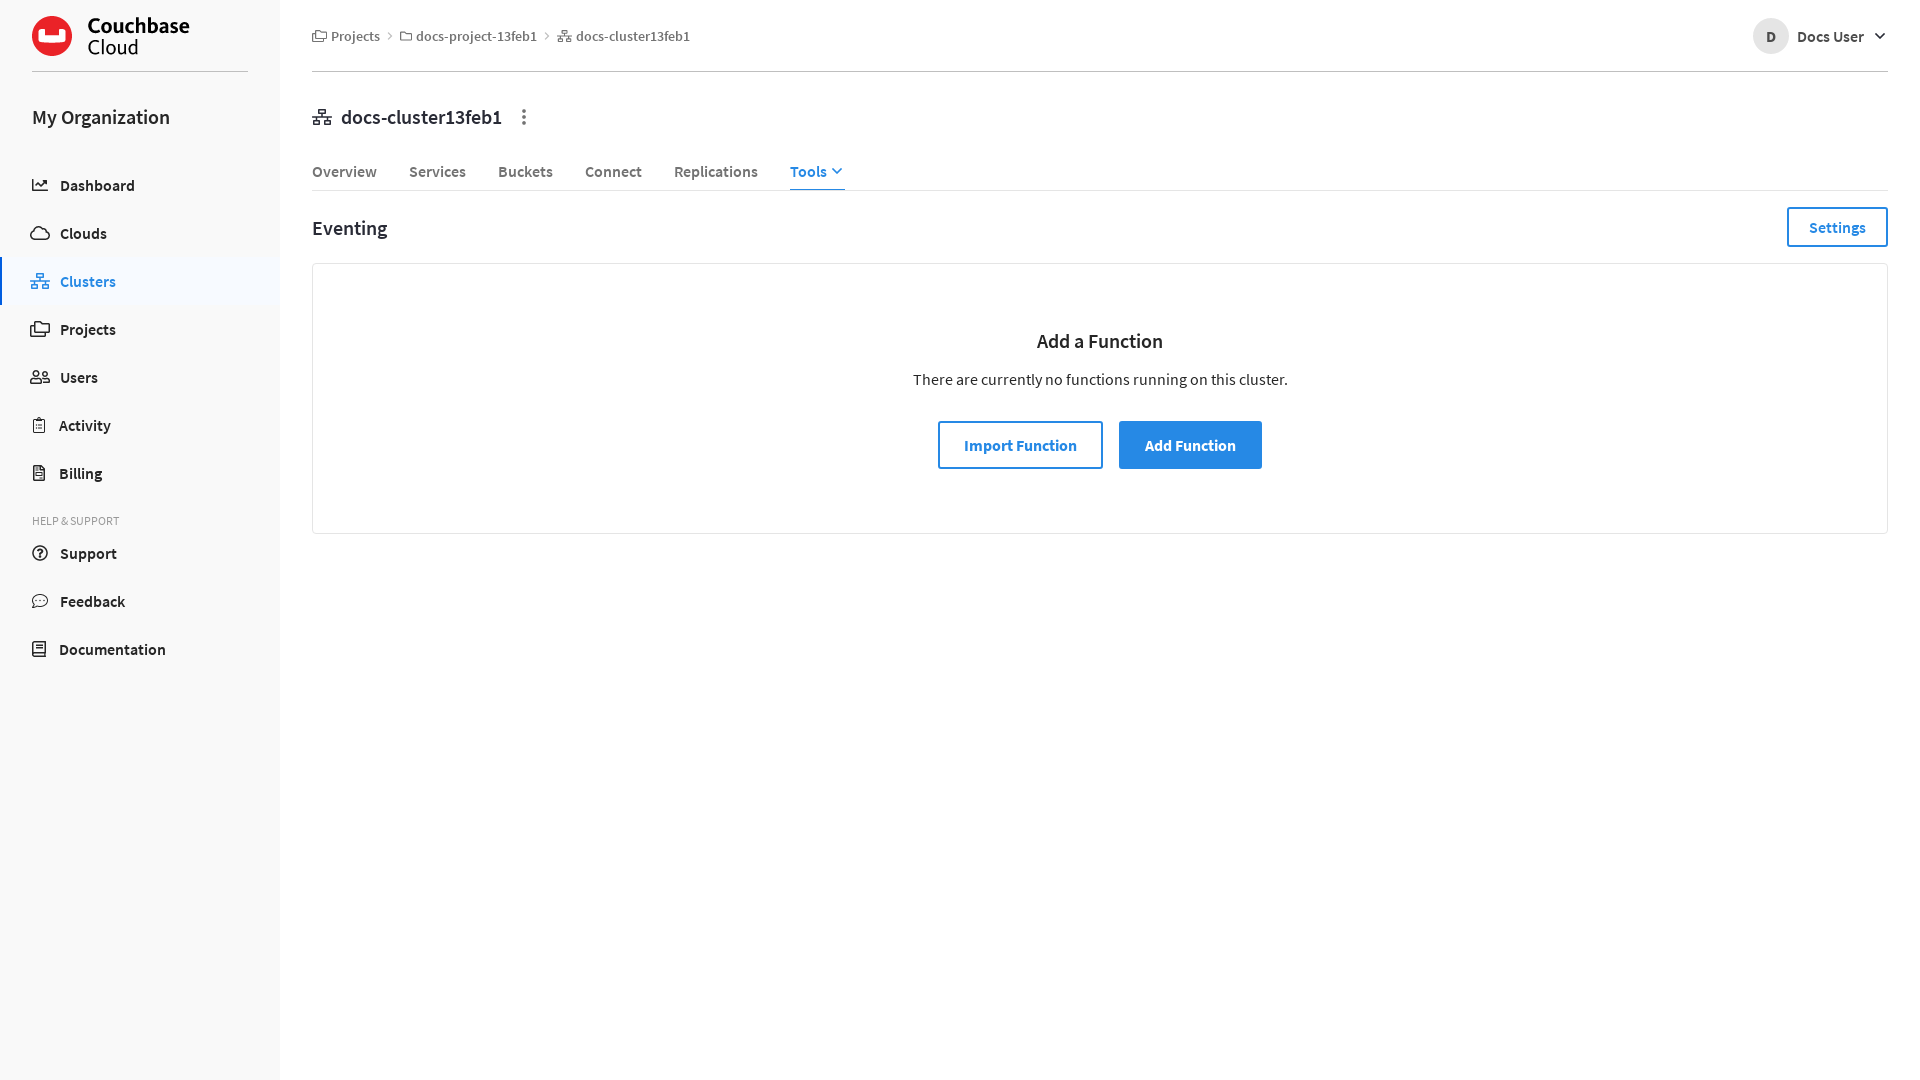 Couchbase
Cloud
Projects
docs-project-13feb1
docs-cluster13feb1
D
Docs User
My Organization
Dashboard
Clouds
Clusters
Projects
Users
Activity
Billing
HELP & SUPPORT
Support
Feedback
Documentation
docs-cluster13feb1
Overview
Services
Buckets
Connect
Replications
Tools
Eventing
Settings
Add a Function
There are currently no functions running on this cluster.
Import Function
Add Function